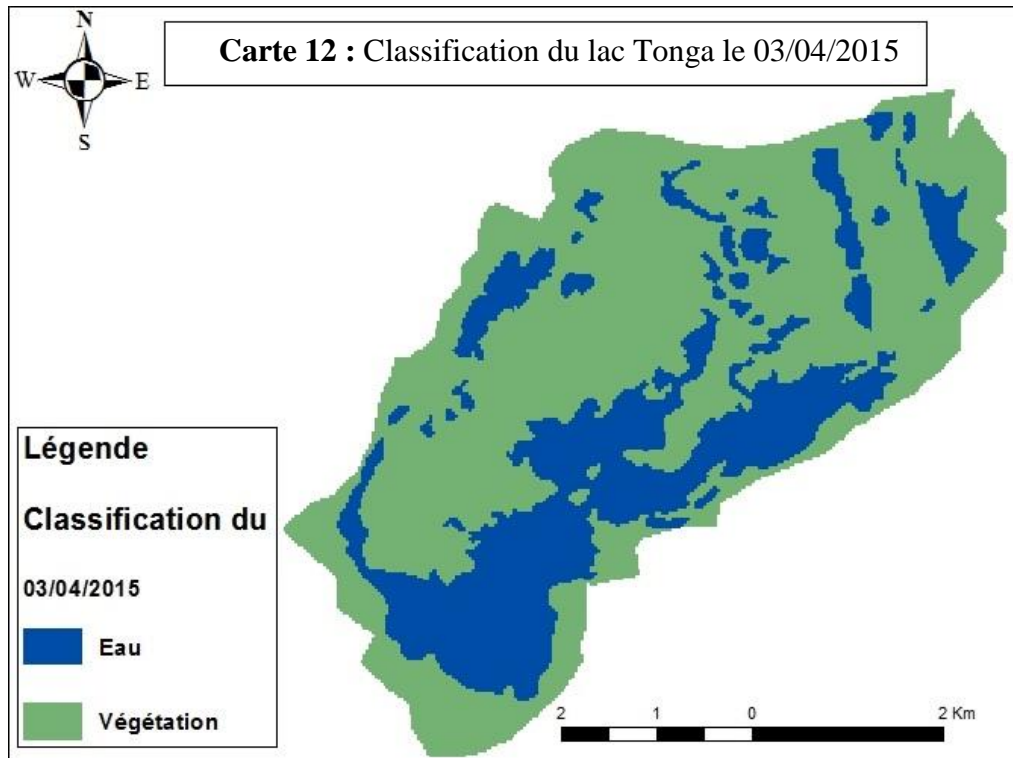 N
W E
S
Carte 12 : Classification du lac Tonga le 03/04/2015
Légende
Classification du
03/04/2015
Eau
Végétation
2 1 0 2 Km